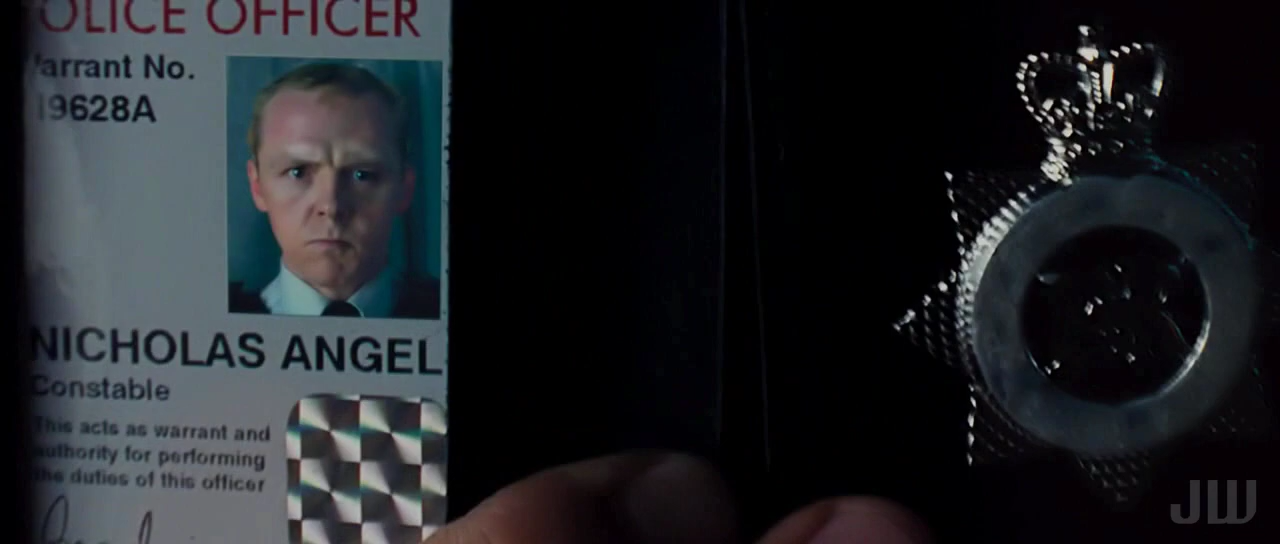 OLICE OFFICER
arrant No.
19628A
NICHOLAS ANGEL
Constable
This acts as warrant and
authority for performing
the duties of this officer
JW